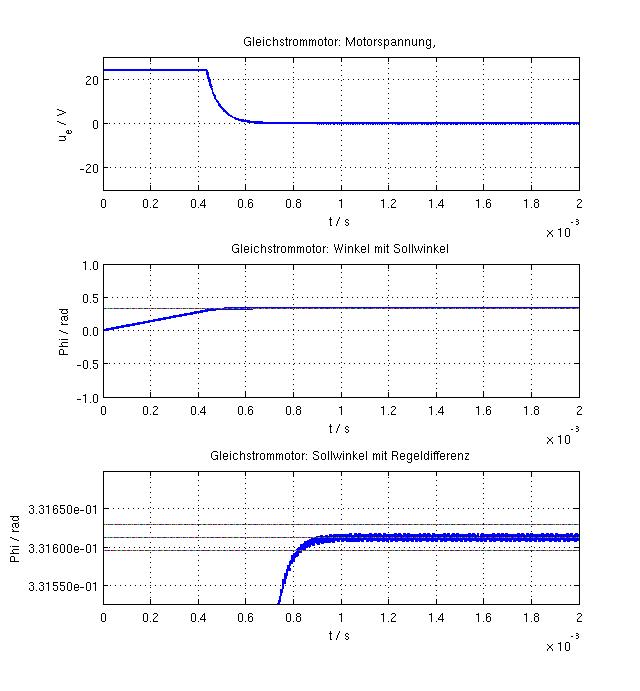 Gleichstrommotor: Motorspannung,
20
0
-20
u_e / V
0 0.2 0.4 0.6 0.8 1 1.2 1.4 1.6 1.8 2
t / s
x 10^-3
Gleichstrommotor: Winkel mit Sollwinkel
1.0
0.5
0.0
-0.5
-1.0
Phi / rad
0 0.2 0.4 0.6 0.8 1 1.2 1.4 1.6 1.8 2
t / s
x 10^-3
Gleichstrommotor: Sollwinkel mit Regeldifferenz
3.31650e-01
3.31600e-01
3.31550e-01
Phi / rad
0 0.2 0.4 0.6 0.8 1 1.2 1.4 1.6 1.8 2
t / s
x 10^-3